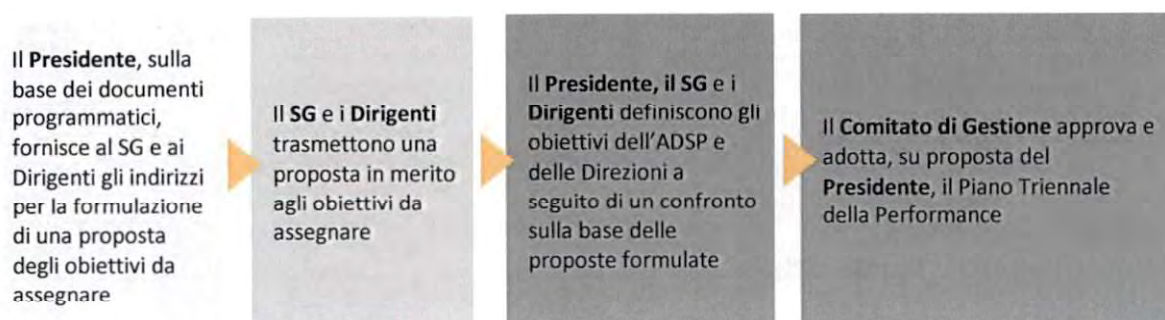 Il Presidente, sulla
base dei documenti
programmatici,
fornisce al SG e ai
Dirigenti gli indirizzi
per la formulazione
di una proposta
degli obiettivi da
assegnare
Il SG e i Dirigenti
trasmettono una
proposta in merito
agli obiettivi da
assegnare
Il Presidente, il SG e i
Dirigenti definiscono gli
obiettivi dell'ADSP e
delle Direzioni a
seguito di un confronto
sulla base delle
proposte formulate
Il Comitato di Gestione approva e
adotta, su proposta del
Presidente, il Piano Triennale
della Performance